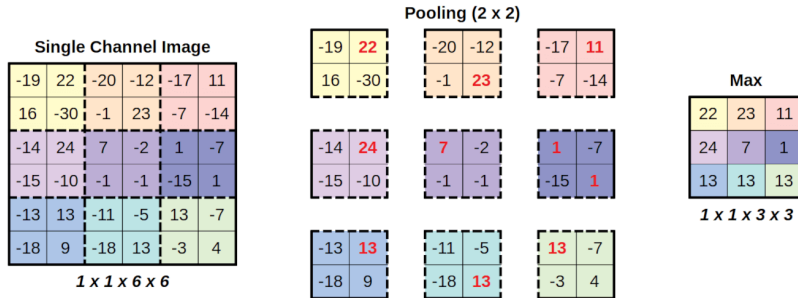 Pooling (2 x 2)
Single Channel Image
Max
-19 22 -20 -12 -17 11
16 -30 -1 23 -7 -14
-14 24 7 -2 1 -7
-15 -10 -1 -1 -15 1
-13 13 -11 -5 13 -7
-18 9 -18 13 -3 4
1 x 1 x 6 x 6
-19 22 -20 -12 -17 11
16 -30 -1 23 -7 -14
-14 24 7 -2 1 -7
-15 -10 -1 -1 -15 1
-13 13 -11 -5 13 -7
-18 9 -18 13 -3 4
22 23 11
24 7 1
13 13 13
1 x 1 x 3 x 3